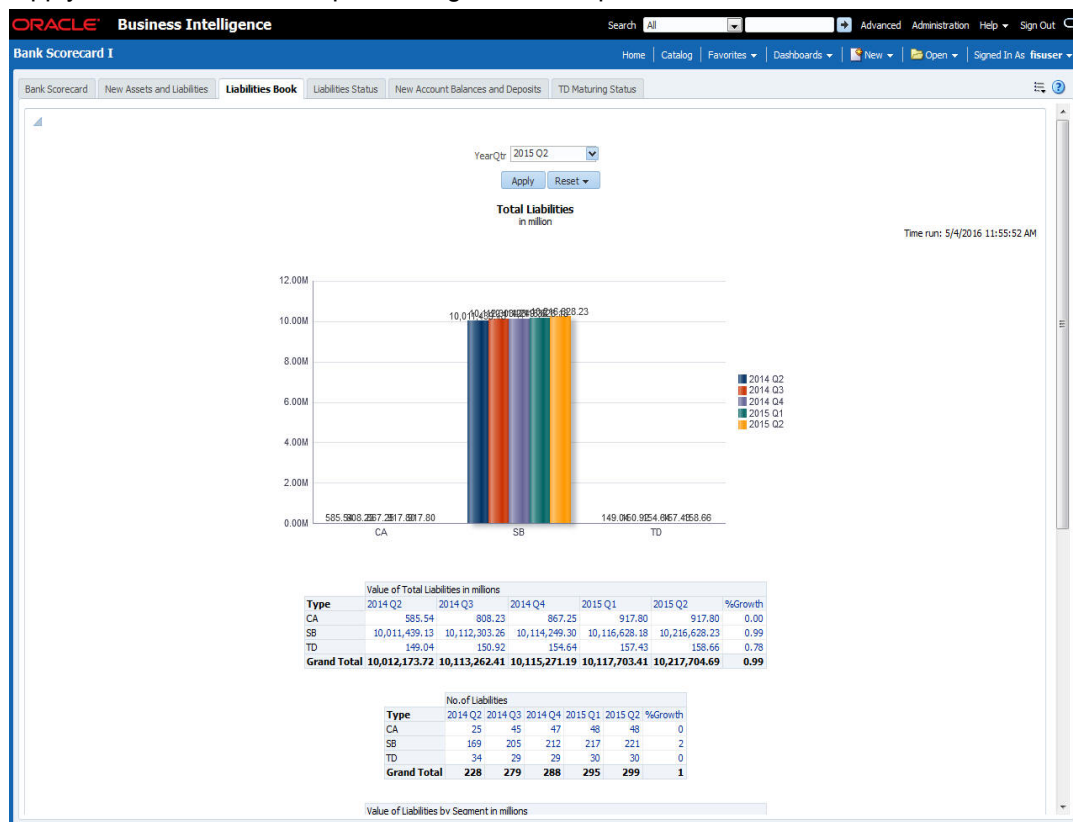 ORACLE Business Intelligence
Search All Advanced Administration Help Sign Out
Bank Scorecard I
Home Catalog Favorites Dashboards New Open Signed In As fisuser
Bank Scorecard New Assets and Liabilities Liabilities Book Liabilities Status New Account Balances and Deposits TD Maturing Status
YearQtr 2015 Q2
Apply Reset
Total Liabilities
in million
Time run: 5/4/2016 11:55:52 AM
12.00M
10.00M
8.00M
6.00M
4.00M
2.00M
0.00M
CA SB TD
2014 Q2
2014 Q3
2014 Q4
2015 Q1
2015 Q2
Value of Total Liabilities in millions
Type 2014 Q2 2014 Q3 2014 Q4 2015 Q1 2015 Q2 %Growth
CA 585.54 808.23 867.25 917.80 917.80 0.00
SB 10,011,439.13 10,112,303.26 10,114,249.30 10,116,628.18 10,216,628.23 0.99
TD 149.04 150.92 154.64 157.43 158.66 0.78
Grand Total 10,012,173.72 10,113,262.41 10,115,271.19 10,117,703.41 10,217,704.69 0.99
No.of Liabilities
Type 2014 Q2 2014 Q3 2014 Q4 2015 Q1 2015 Q2 %Growth
CA 25 45 47 48 48 0
SB 169 205 212 217 221 2
TD 34 29 29 30 30 0
Grand Total 228 279 288 295 299 1
Value of Liabilities by Segment in millions